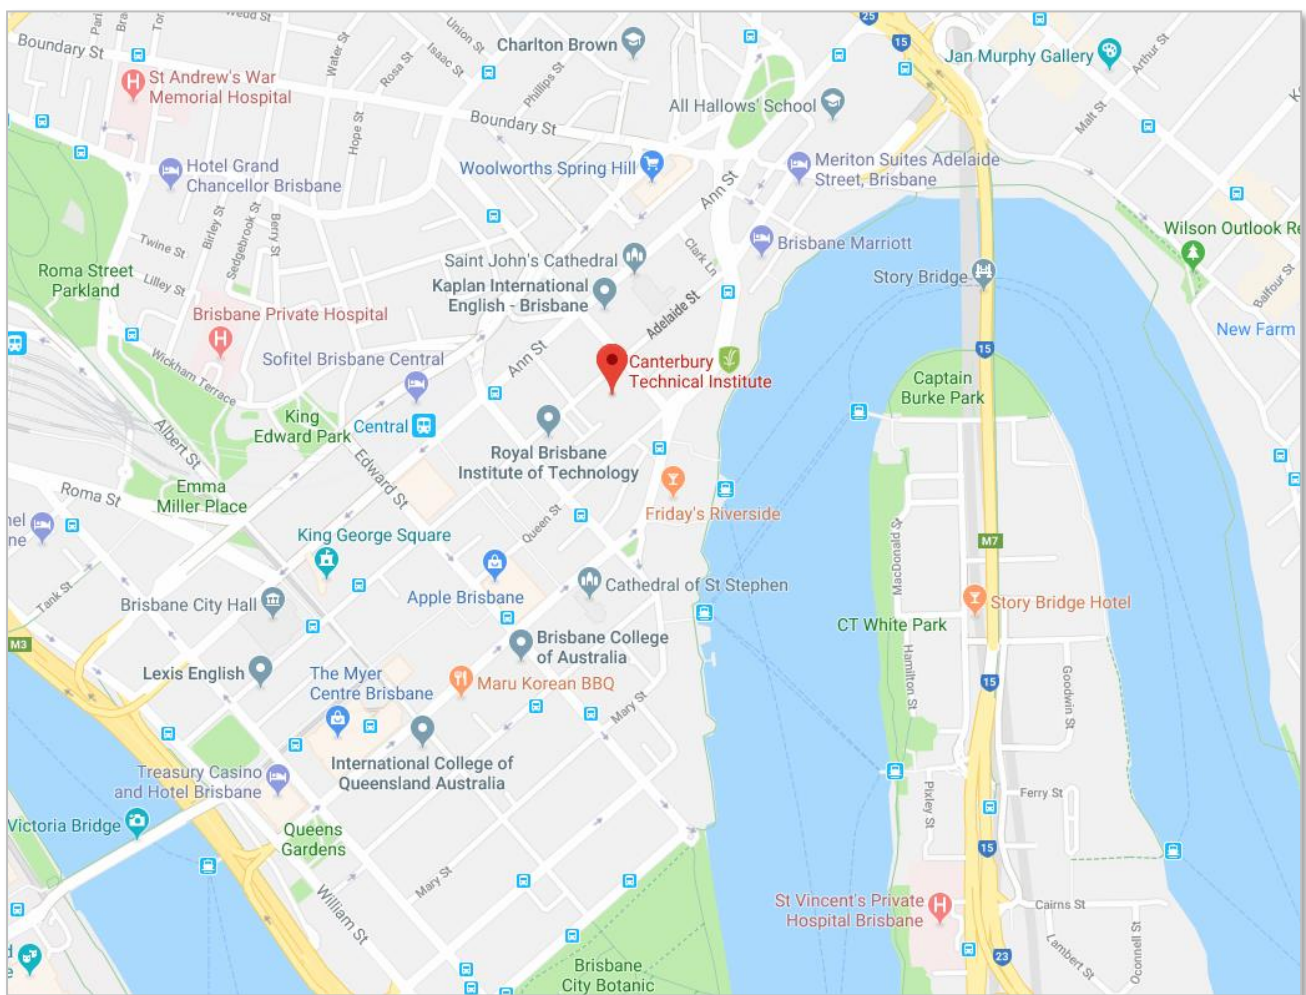 25
Boundary St
Union St
Water St
Charlton Brown
15
Jan Murphy Gallery
Arthur St
Isaac St
Rosa St
St Andrew's War
Memorial Hospital
Phillips St
All Hallows' School
Hope St
Boundary St
Malt St
Hotel Grand
Chancellor Brisbane
Woolworths Spring Hill
Meriton Suites Adelaide
Street, Brisbane
Ann St
Birley St
Sedgebrook St
Berry St
Twine St
Clark Ln
Brisbane Marriott
Wilson Outlook Re
Saint John's Cathedral
Roma Street
Parkland
Lilley St
Kaplan International
English - Brisbane
Story Bridge
Balfour St
Brisbane Private Hospital
Adelaide St
New Farm
Wickham Terrace
Sofitel Brisbane Central
Ann St
15
Canterbury
Technical Institute
Captain
Burke Park
King
Edward Park
Central
Albert St
Edward St
Royal Brisbane
Institute of Technology
Roma St
Emma
Miller Place
Friday's Riverside
Queen St
King George Square
MacDonald St
M7
Tank St
Brisbane City Hall
Apple Brisbane
Cathedral of St Stephen
Story Bridge Hotel
CT White Park
M3
Brisbane College
of Australia
Lexis English
The Myer
Centre Brisbane
Maru Korean BBQ
Hamilton St
Goodwin St
15
Mary St
International College of
Queensland Australia
Treasury Casino
and Hotel Brisbane
Pixley St
Ferry St
Victoria Bridge
Queens
Gardens
15
Mary St
William St
St Vincent's Private
Hospital Brisbane
Cairns St
Lambert St
Oconnell St
23
Brisbane
City Botanic